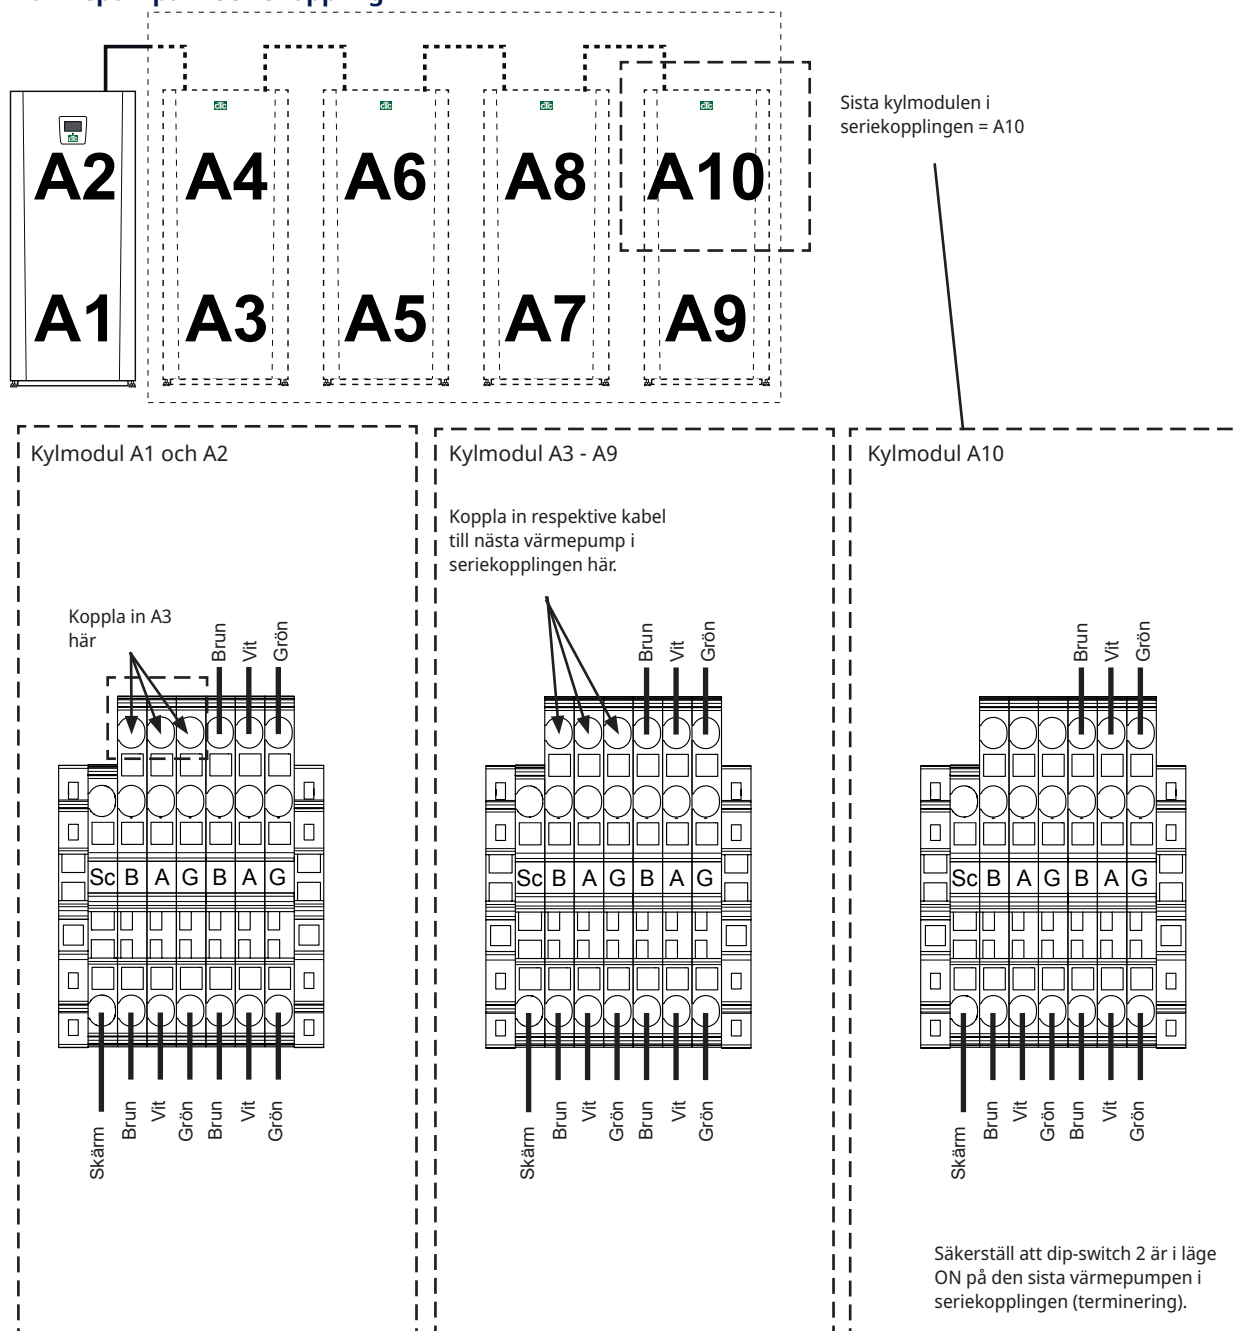 A2 A4 A6 A8 A10
A1 A3 A5 A7 A9
Sista kylmodulen i
seriekopplingen = A10
Kylmodul A1 och A2
Koppla in A3
här
Brun Vit Grön
Sc B A G B A G
Skärm Brun Vit Grön Brun Vit Grön
Kylmodul A3 - A9
Koppla in respektive kabel
till nästa värmepump i
seriekopplingen här.
Brun Vit Grön
Sc B A G B A G
Skärm Brun Vit Grön Brun Vit Grön
Kylmodul A10
Brun Vit Grön
Sc B A G B A G
Skärm Brun Vit Grön Brun Vit Grön
Säkerställ att dip-switch 2 är i läge
ON på den sista värmepumpen i
seriekopplingen (terminering).